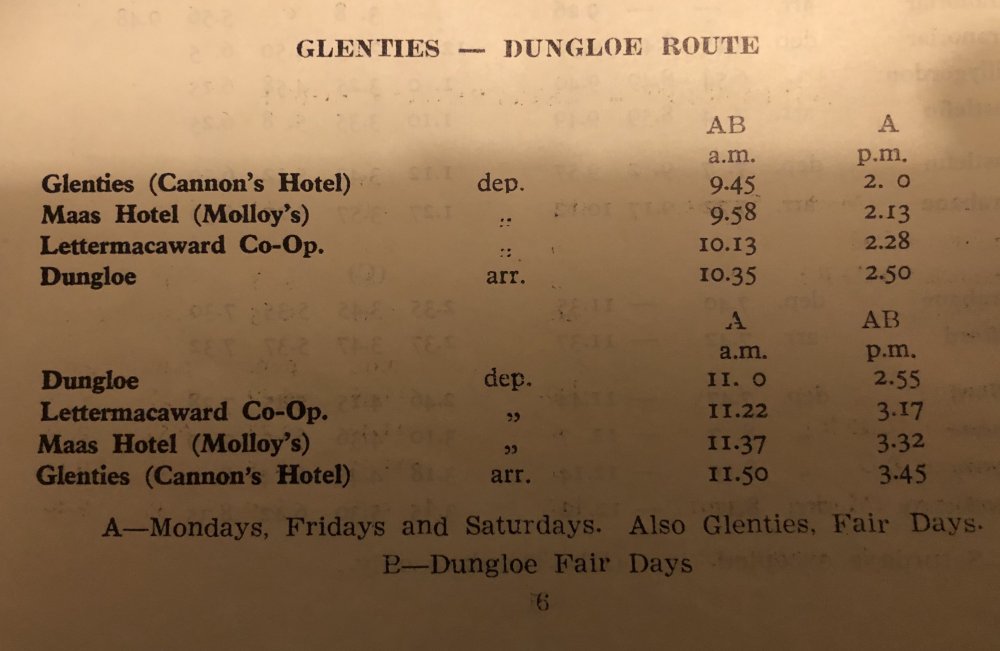 GLENTIES — DUNGLOE ROUTE
AB A
a.m. p.m.
Glenties (Cannon's Hotel) dep. 9.45 2. 0
Maas Hotel (Molloy's) ,, 9.58 2.13
Lettermacaward Co-Op. ,, 10.13 2.28
Dungloe arr. 10.35 2.50
A AB
a.m. p.m.
Dungloe dep. 11. 0 2.55
Lettermacaward Co-Op. ,, 11.22 3.17
Maas Hotel (Molloy's) ,, 11.37 3.32
Glenties (Cannon's Hotel) arr. 11.50 3.45
A—Mondays, Fridays and Saturdays. Also Glenties, Fair Days.
B—Dungloe Fair Days
6